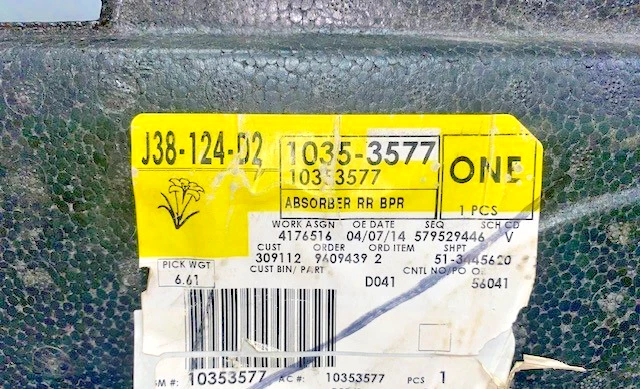 J38-124-D2
1035-3577
10353577
ABSORBER RR BPR
ONE
1 PCS
WORK ASGN OE DATE SEQ SCH CD
4176516 04/07/14 579529446 V
CUST ORDER ORD ITEM SHPT
309112 9609439 2 51-3445620
CUST BIN/ PART CNTL NO/PO
D041 56041
PICK WGT
6.61
10353577 10353577 PCS 1